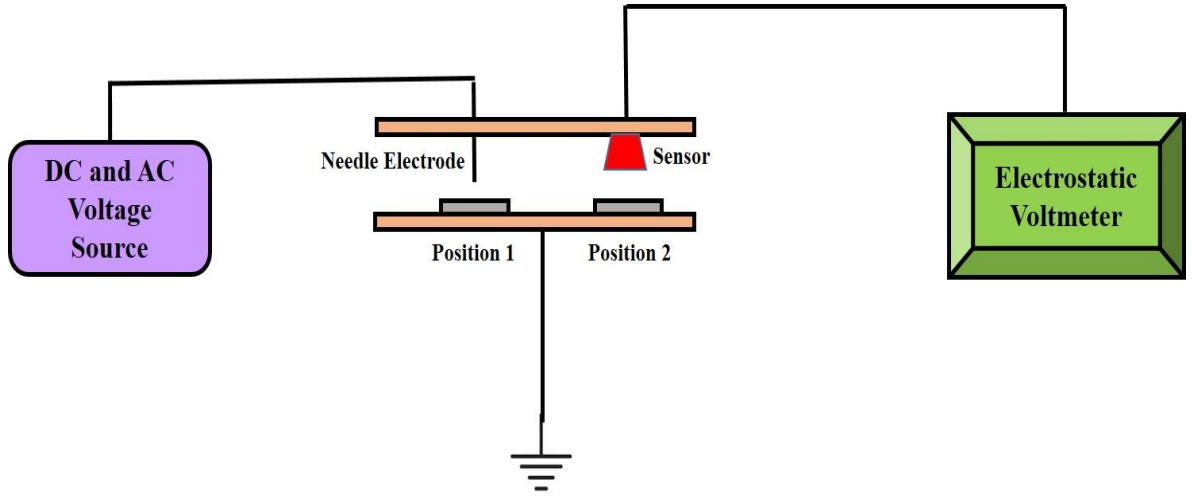 DC and AC
Voltage
Source
Needle Electrode
Sensor
Position 1
Position 2
Electrostatic
Voltmeter